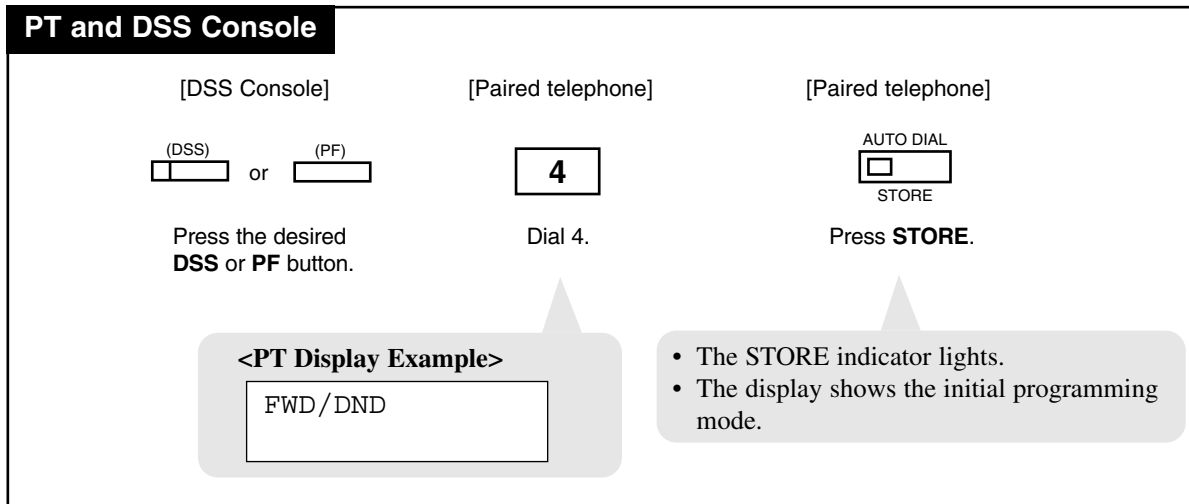 PT and DSS Console
[DSS Console]
[Paired telephone]
[Paired telephone]
(DSS)
or
(PF)
4
AUTO DIAL
STORE
Press the desired
DSS or PF button.
Dial 4.
Press STORE.
<PT Display Example>
FWD/DND
• The STORE indicator lights.
• The display shows the initial programming
mode.